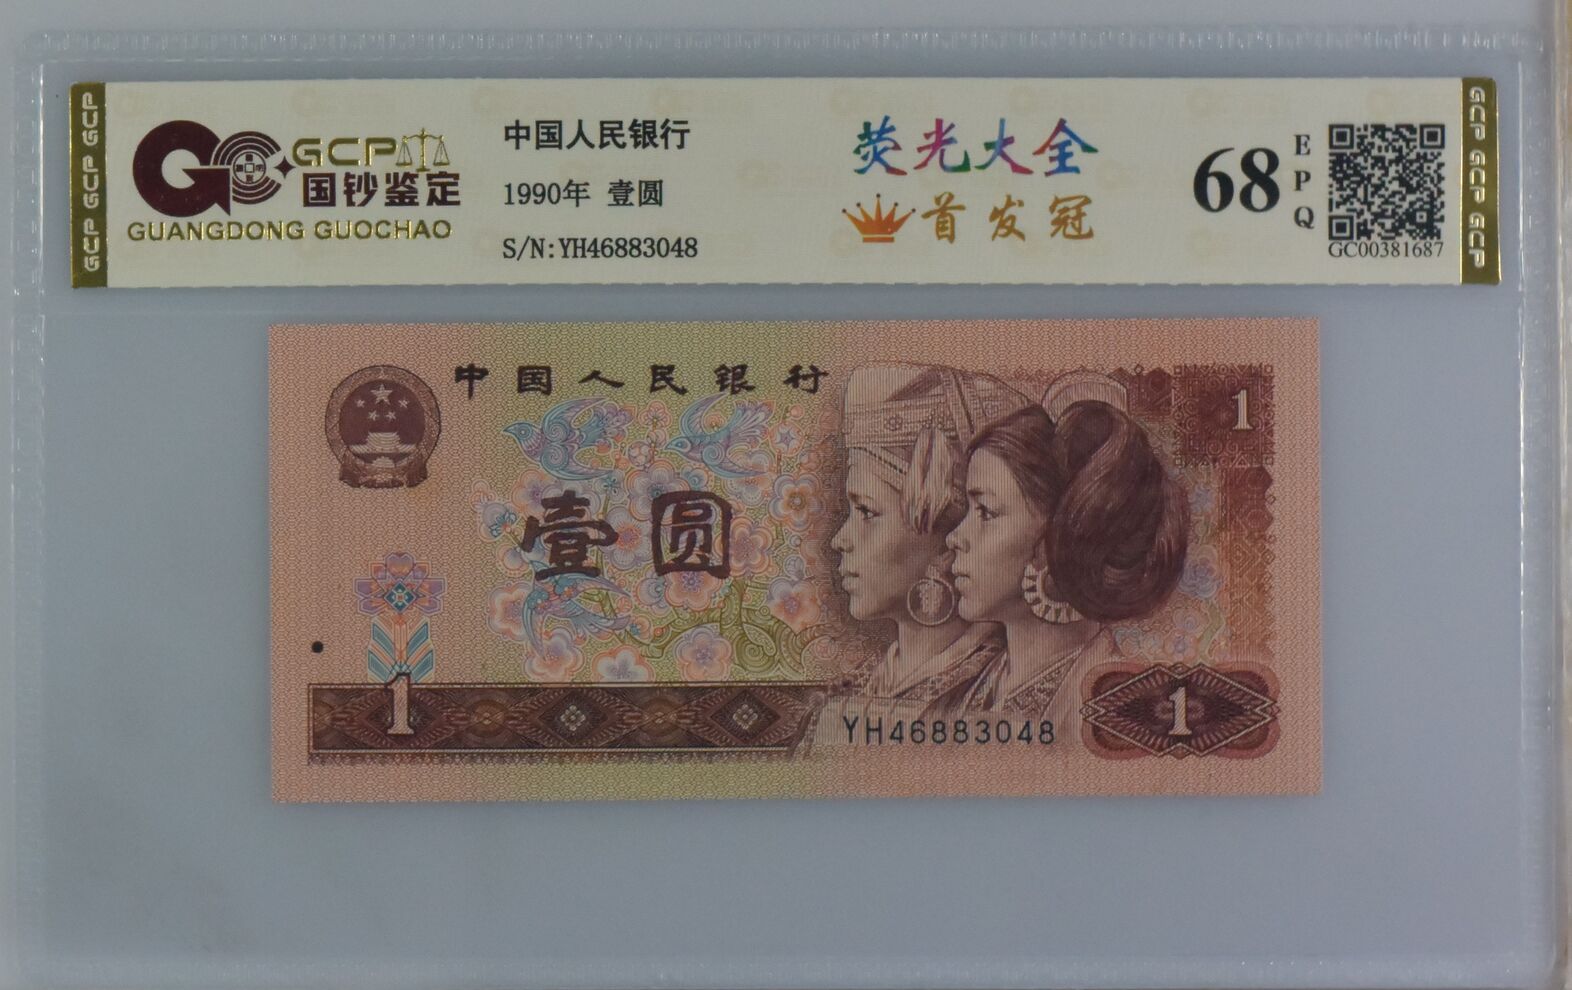 GCP GCP GCP
GCP
国钞鉴定
GUANGDONG GUOCHAO
中国人民银行
1990年 壹圆
S/N:YH46883048
荧光大全
首发冠
68
EPQ
GC00381687
GCP GCP GCP
中国人民银行
1
壹圆
1
YH46883048
1